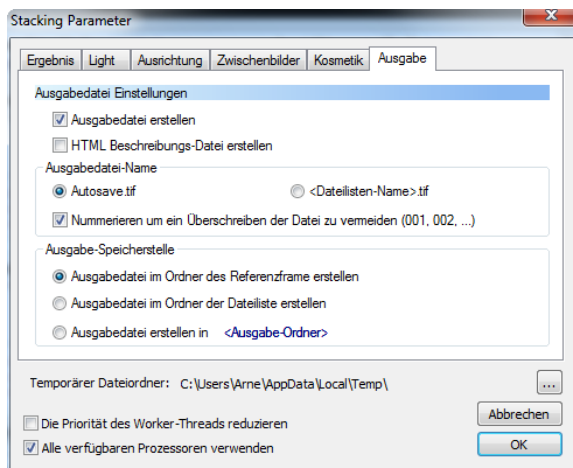 Stacking Parameter
Ergebnis Light Ausrichtung Zwischenbilder Kosmetik Ausgabe
Ausgabedatei Einstellungen
Ausgabedatei erstellen
HTML Beschreibungs-Datei erstellen
Ausgabedatei-Name
Autosave.tif <Dateilisten-Name>.tif
Nummerieren um ein Überschreiben der Datei zu vermeiden (001, 002, ...)
Ausgabe-Speicherstelle
Ausgabedatei im Ordner des Referenzframe erstellen
Ausgabedatei im Ordner der Dateiliste erstellen
Ausgabedatei erstellen in <Ausgabe-Ordner>
Temporärer Dateiordner: C:\Users\Arne\AppData\Local\Temp\ ...
Die Priorität des Worker-Threads reduzieren
Abbrechen
Alle verfügbaren Prozessoren verwenden
OK